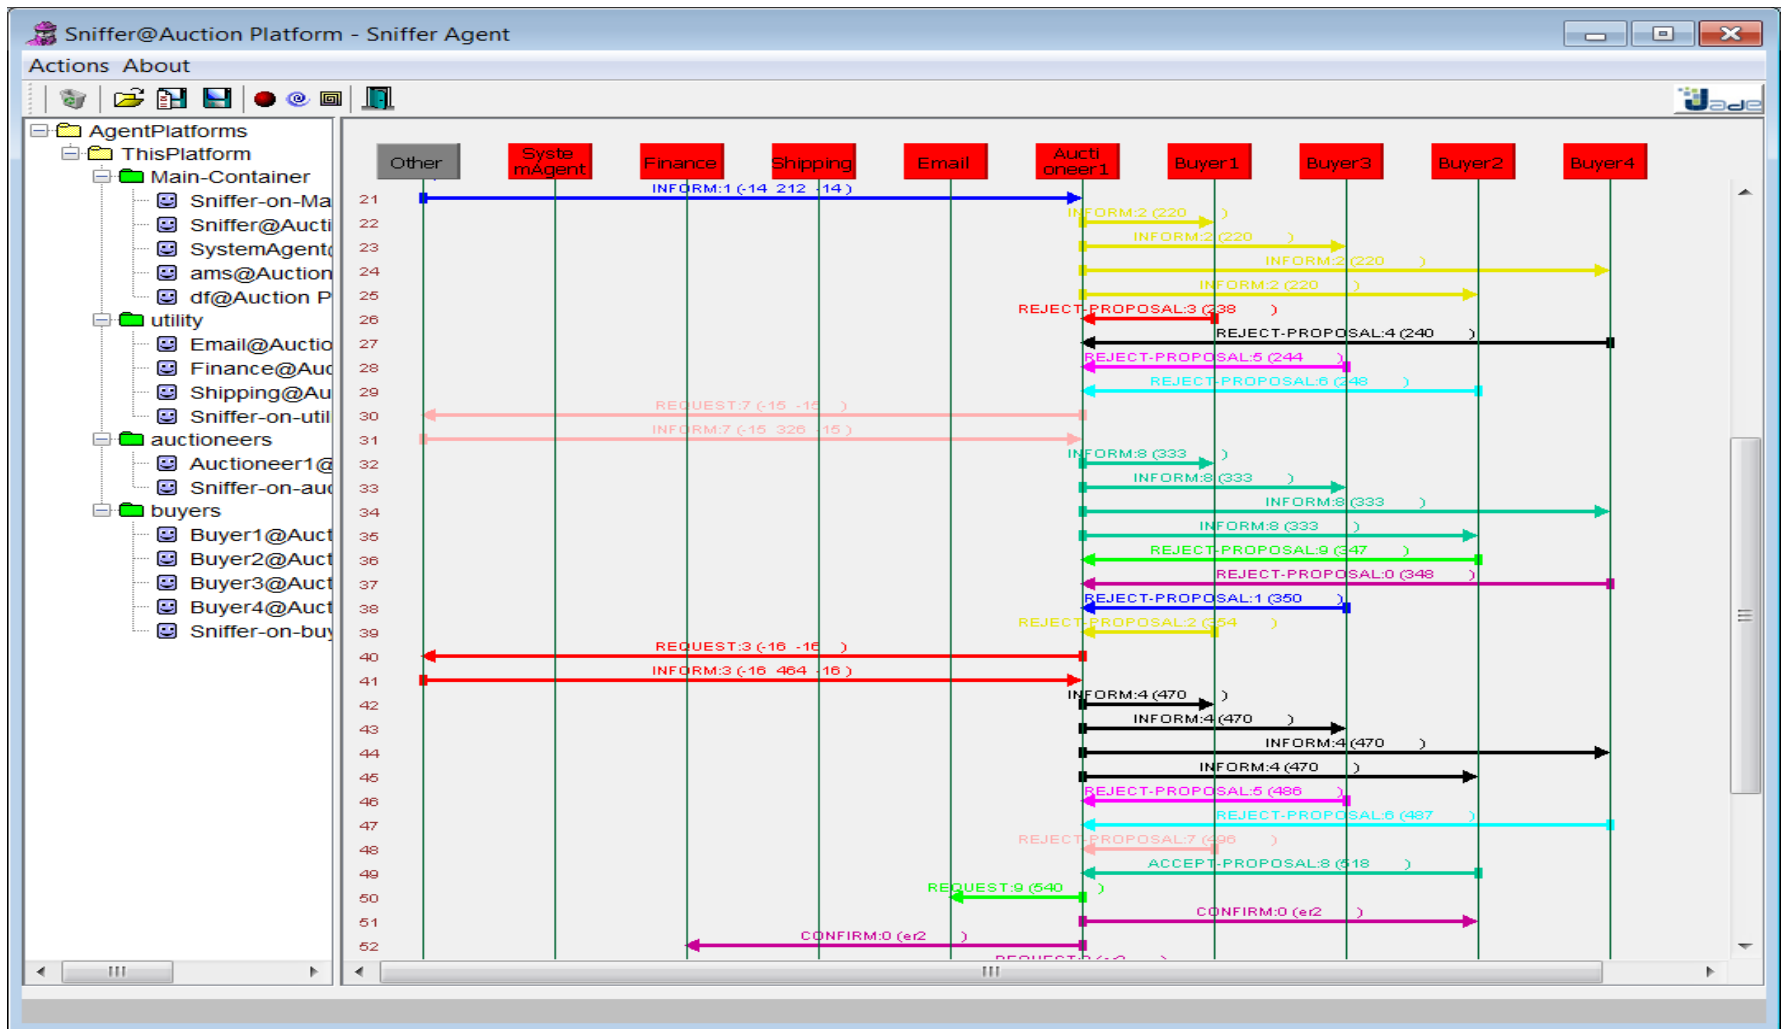 Sniffer@Auction Platform - Sniffer Agent
Actions About
Jade
AgentPlatforms
ThisPlatform
Main-Container
Sniffer-on-Ma
Sniffer@Aucti
SystemAgent(
ams@Auction
df@Auction P
utility
Email@Auctio
Finance@Auc
Shipping@Au
Sniffer-on-util
auctioneers
Auctioneer1@
Sniffer-on-auc
buyers
Buyer1@Auct
Buyer2@Auct
Buyer3@Auct
Buyer4@Auct
Sniffer-on-buy
Other
Syste
mAgent
Finance
Shipping
Email
Aucti
oneer1
Buyer1
Buyer3
Buyer2
Buyer4
21 INFORM:1 (-14 212 -14 )
22 INFORM:2 (220 )
23 INFORM:2 (220 )
24 INFORM:2 (220 )
25 INFORM:2 (220 )
26 REJECT-PROPOSAL:3 (238 )
27 REJECT-PROPOSAL:4 (240 )
28 REJECT-PROPOSAL:5 (244 )
29 REJECT-PROPOSAL:6 (248 )
30 REQUEST:7 (-15 -15 )
31 INFORM:7 (-15 326 -15 )
32 INFORM:8 (333 )
33 INFORM:8 (333 )
34 INFORM:8 (333 )
35 INFORM:8 (333 )
36 REJECT-PROPOSAL:9 (347 )
37 REJECT-PROPOSAL:0 (348 )
38 REJECT-PROPOSAL:1 (350 )
39 REJECT-PROPOSAL:2 (354 )
40 REQUEST:3 (-16 -16 )
41 INFORM:3 (-16 464 -16 )
42 INFORM:4 (470 )
43 INFORM:4 (470 )
44 INFORM:4 (470 )
45 INFORM:4 (470 )
46 REJECT-PROPOSAL:5 (486 )
47 REJECT-PROPOSAL:6 (487 )
48 REJECT-PROPOSAL:7 (496 )
49 ACCEPT-PROPOSAL:8 (518 )
50 REQUEST:9 (540 )
51 CONFIRM:0 (er2 )
52 CONFIRM:0 (er2 )